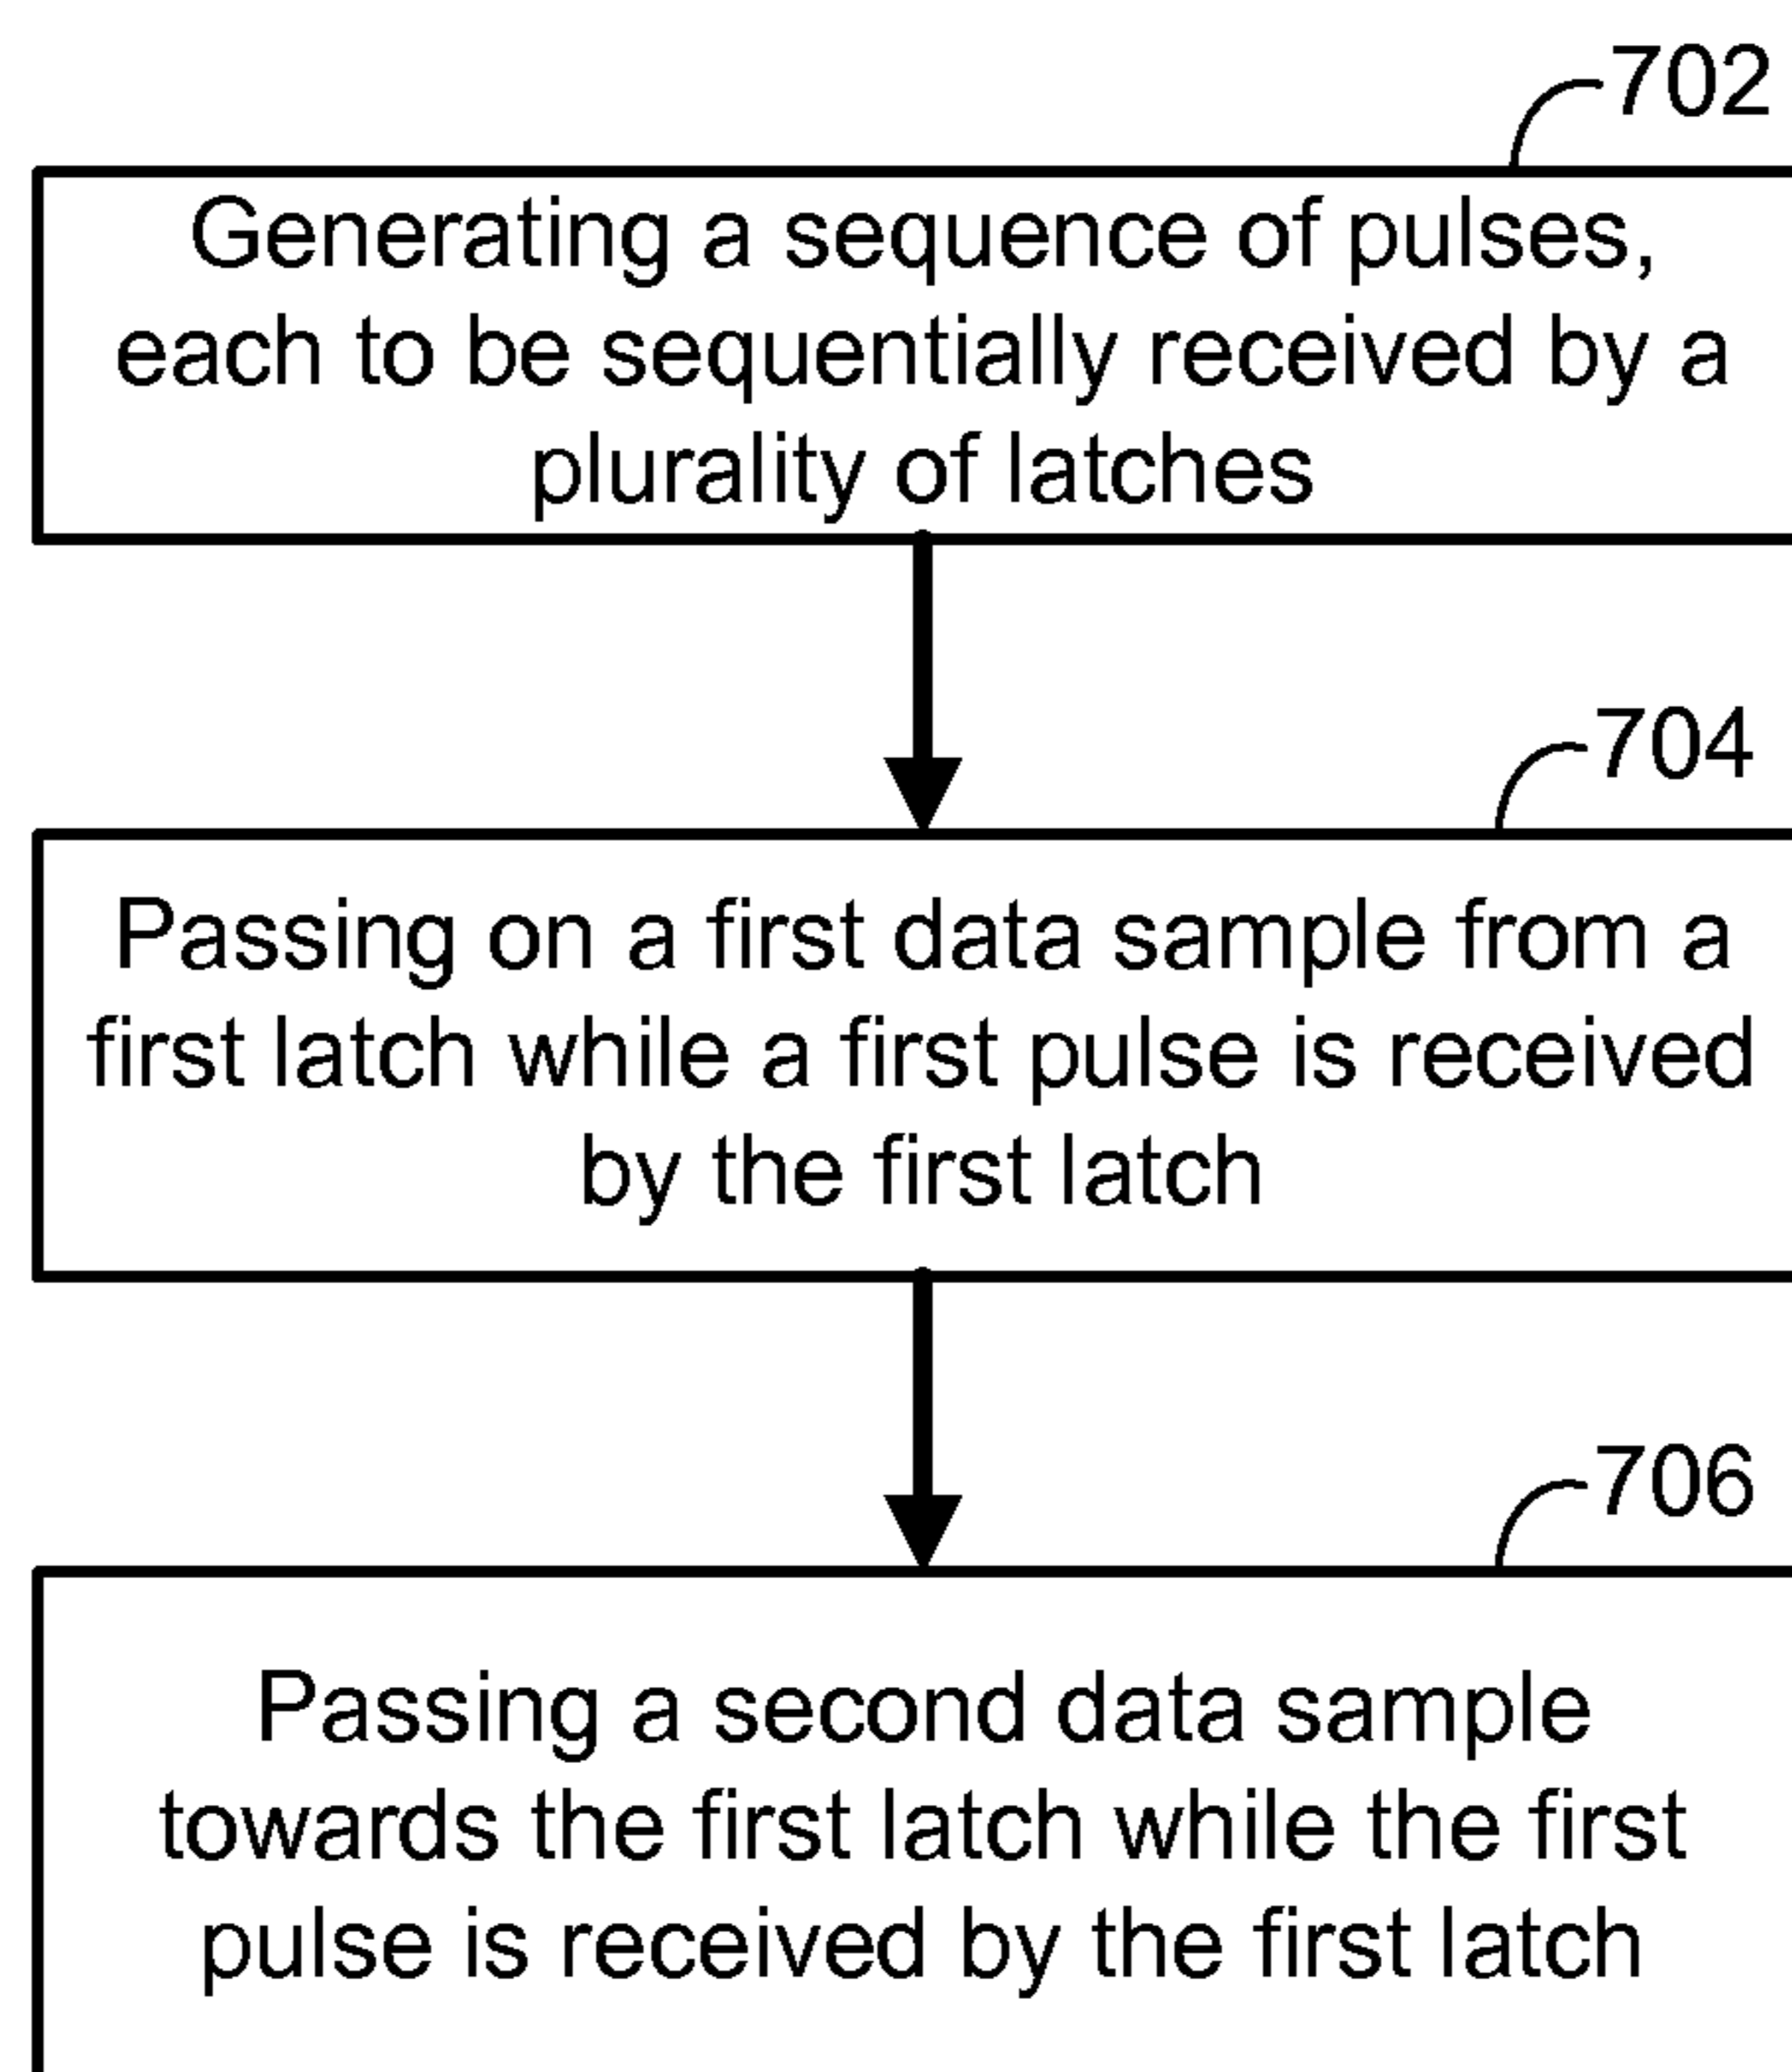 702
Generating a sequence of pulses,
each to be sequentially received by a
plurality of latches
704
Passing on a first data sample from a
first latch while a first pulse is received
by the first latch
706
Passing a second data sample
towards the first latch while the first
pulse is received by the first latch